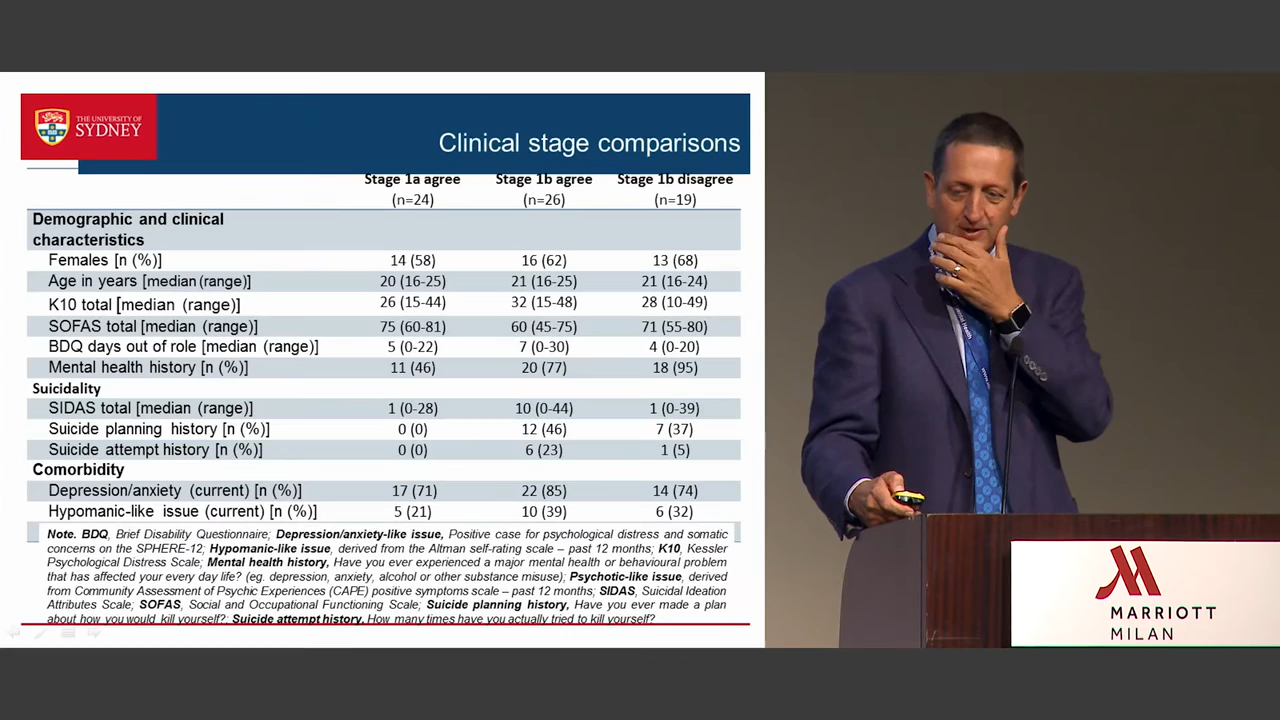 THE UNIVERSITY OF
SYDNEY
Clinical stage comparisons
Stage 1a agree Stage 1b agree Stage 1b disagree
(n=24) (n=26) (n=19)
Demographic and clinical
characteristics
Females [n (%)] 14 (58) 16 (62) 13 (68)
Age in years [median (range)] 20 (16-25) 21 (16-25) 21 (16-24)
K10 total [median (range)] 26 (15-44) 32 (15-48) 28 (10-49)
SOFAS total [median (range)] 75 (60-81) 60 (45-75) 71 (55-80)
BDQ days out of role [median (range)] 5 (0-22) 7 (0-30) 4 (0-20)
Mental health history [n (%)] 11 (46) 20 (77) 18 (95)
Suicidality
SIDAS total [median (range)] 1 (0-28) 10 (0-44) 1 (0-39)
Suicide planning history [n (%)] 0 (0) 12 (46) 7 (37)
Suicide attempt history [n (%)] 0 (0) 6 (23) 1 (5)
Comorbidity
Depression/anxiety (current) [n (%)] 17 (71) 22 (85) 14 (74)
Hypomanic-like issue (current) [n (%)] 5 (21) 10 (39) 6 (32)
Note. BDQ, Brief Disability Questionnaire; Depression/anxiety-like issue, Positive case for psychological distress and somatic
concerns on the SPHERE-12; Hypomanic-like issue, derived from the Altman self-rating scale – past 12 months; K10, Kessler
Psychological Distress Scale; Mental health history, Have you ever experienced a major mental health or behavioural problem
that has affected your every day life? (eg. depression, anxiety, alcohol or other substance misuse); Psychotic-like issue, derived
from Community Assessment of Psychic Experiences (CAPE) positive symptoms scale – past 12 months; SIDAS, Suicidal Ideation
Attributes Scale; SOFAS, Social and Occupational Functioning Scale; Suicide planning history, Have you ever made a plan
about how you would kill yourself?; Suicide attempt history, How many times have you actually tried to kill yourself?
MARRIOTT
MILAN